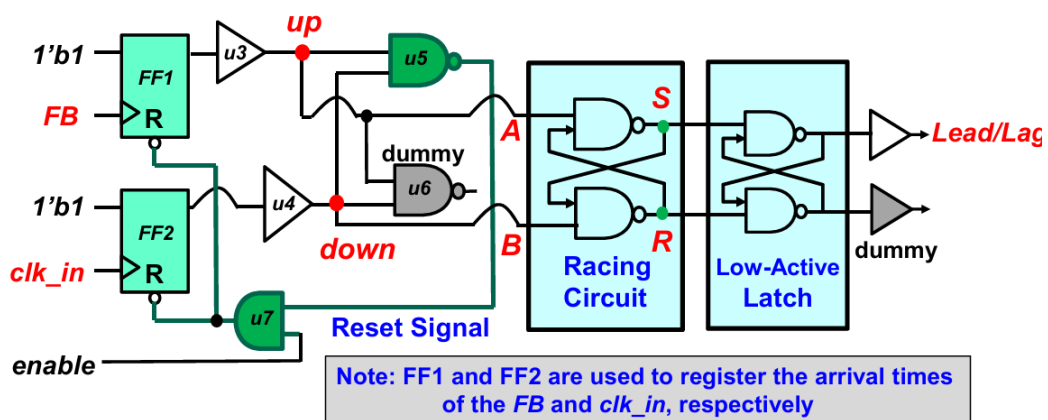 up
1'b1
u3
u5
FF1
FB
R
A
S
dummy
u6
Lead/Lag
1'b1
u4
FF2
down
B
R
dummy
clk_in
R
Racing
Circuit
Low-Active
Latch
u7
Reset Signal
enable
Note: FF1 and FF2 are used to register the arrival times
of the FB and clk_in, respectively